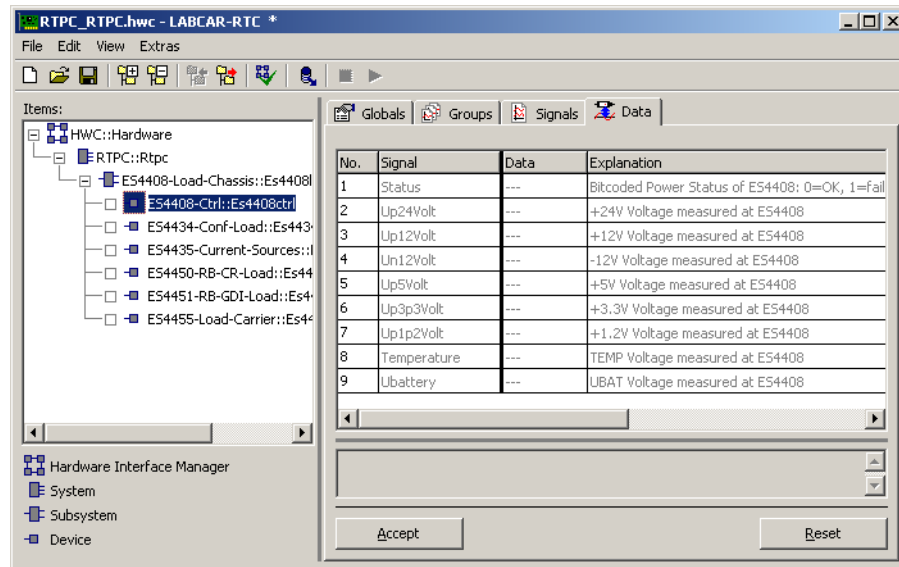 RTPC_RTPC.hwc - LABCAR-RTC *
File Edit View Extras
Items:
HWC::Hardware
RTPC::Rtpc
ES4408-Load-Chassis::Es4408l
ES4408-Ctrl::Es4408ctrl
ES4434-Conf-Load::Es443
ES4435-Current-Sources::
ES4450-RB-CR-Load::Es44
ES4451-RB-GDI-Load::Es4
ES4455-Load-Carrier::Es44
Hardware Interface Manager
System
Subsystem
Device
Globals Groups Signals Data
No. Signal Data Explanation
1 Status --- Bitcoded Power Status of ES4408: 0=OK, 1=fail
2 Up24Volt --- +24V Voltage measured at ES4408
3 Up12Volt --- +12V Voltage measured at ES4408
4 Un12Volt --- -12V Voltage measured at ES4408
5 Up5Volt --- +5V Voltage measured at ES4408
6 Up3p3Volt --- +3.3V Voltage measured at ES4408
7 Up1p2Volt --- +1.2V Voltage measured at ES4408
8 Temperature --- TEMP Voltage measured at ES4408
9 Ubattery --- UBAT Voltage measured at ES4408
Accept Reset